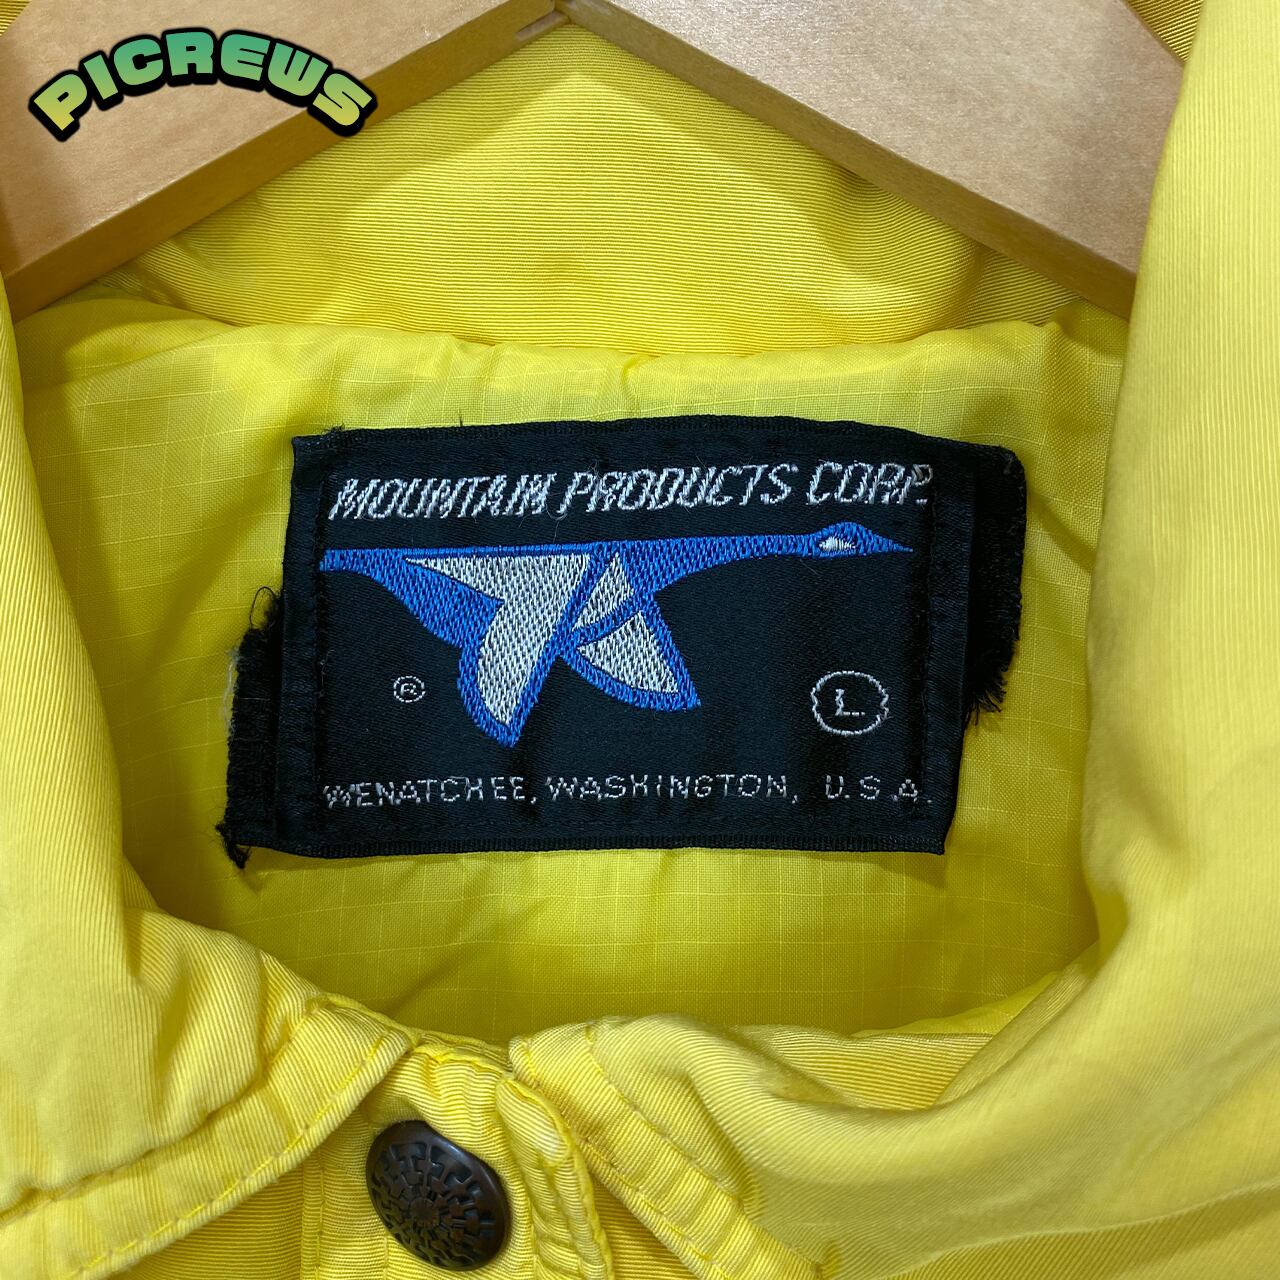 PICREWS
MOUNTAIN PRODUCTS CORP.
®
L.
WENATCHEE, WASHINGTON, U.S.A.